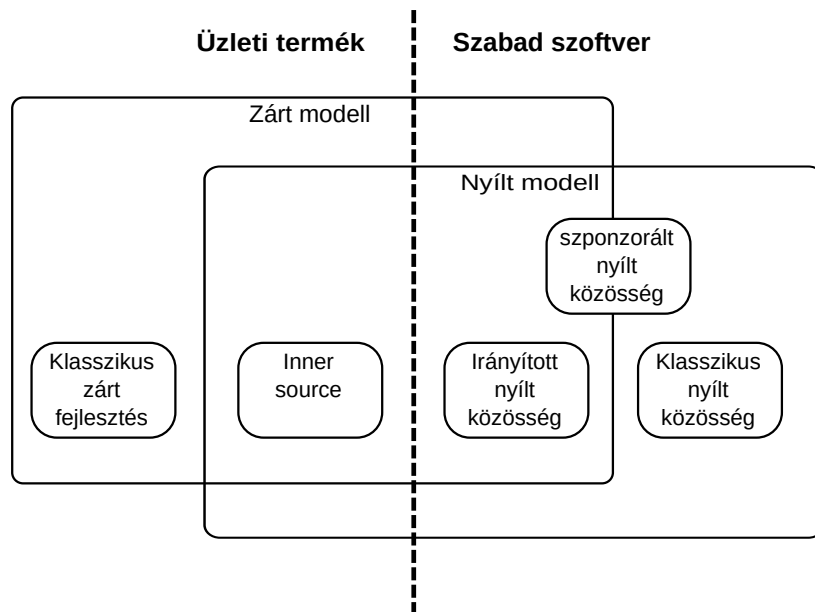 Üzleti termék
Szabad szoftver
Zárt modell
Nyílt modell
szponzorált
nyílt
közösség
Klasszikus
zárt
fejlesztés
Inner
source
Irányított
nyílt
közösség
Klasszikus
nyílt
közösség